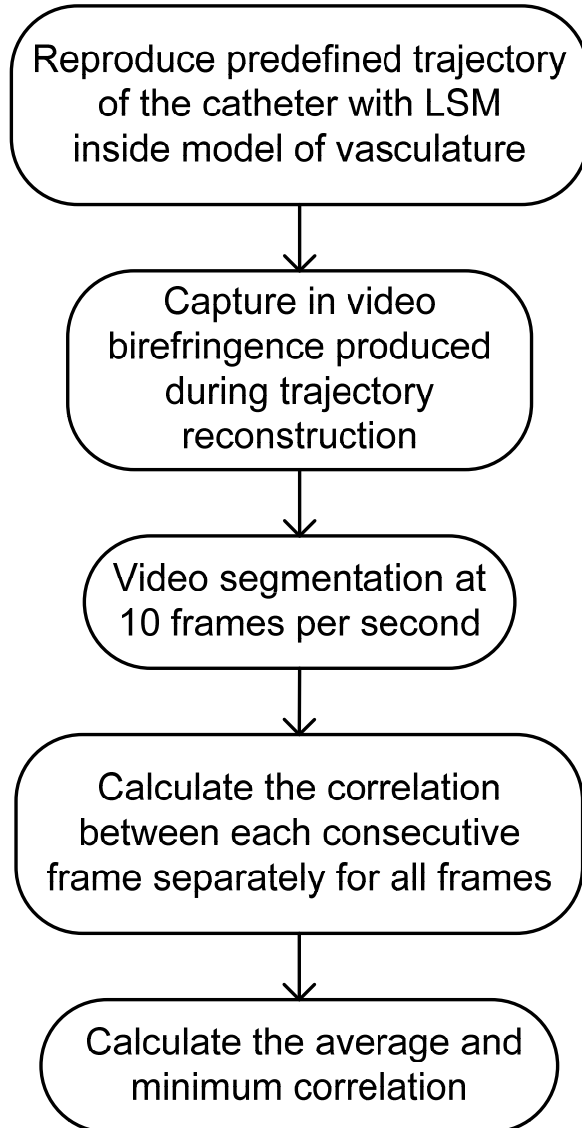 Reproduce predefined trajectory
of the catheter with LSM
inside model of vasculature
Capture in video
birefringence produced
during trajectory
reconstruction
Video segmentation at
10 frames per second
Calculate the correlation
between each consecutive
frame separately for all frames
Calculate the average and
minimum correlation